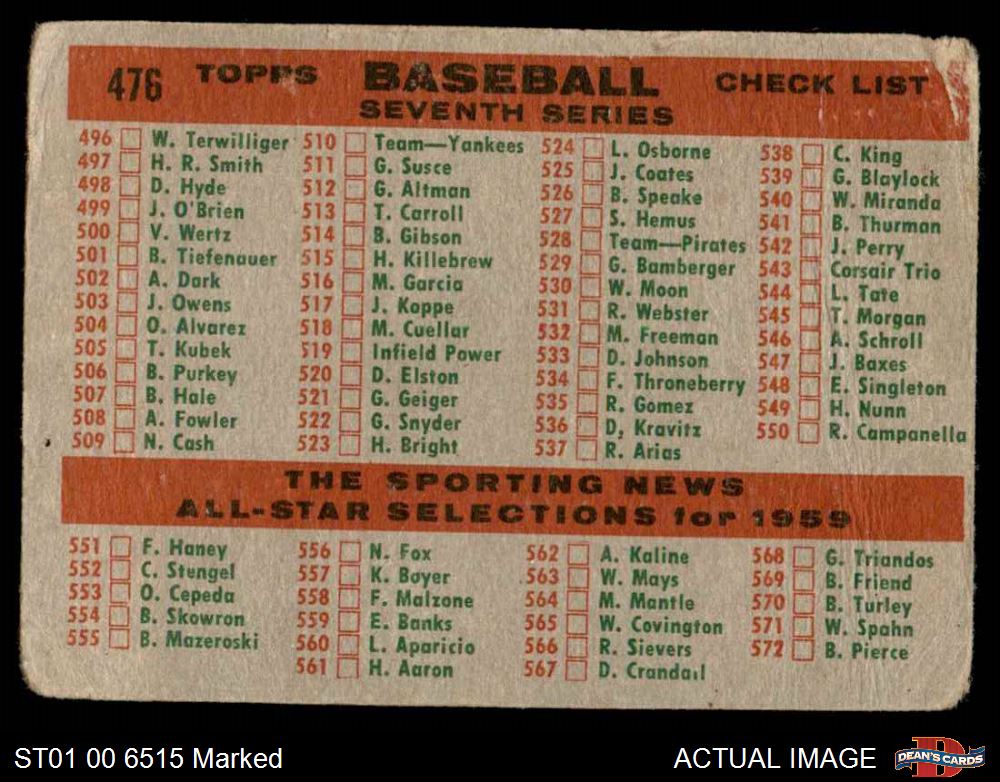 476 TOPPS BASEBALL CHECK LIST
SEVENTH SERIES
496 W. Terwilliger
497 H. R. Smith
498 D. Hyde
499 J. O'Brien
500 V. Wertz
501 B. Tiefenauer
502 A. Dark
503 J. Owens
504 O. Alvarez
505 T. Kubek
506 B. Purkey
507 B. Hale
508 A. Fowler
509 N. Cash
510 Team—Yankees
511 G. Susce
512 G. Altman
513 T. Carroll
514 B. Gibson
515 H. Killebrew
516 M. Garcia
517 J. Koppe
518 M. Cuellar
519 Infield Power
520 D. Elston
521 G. Geiger
522 G. Snyder
523 H. Bright
524 L. Osborne
525 J. Coates
526 B. Speake
527 S. Hemus
528 Team—Pirates
529 G. Bamberger
530 W. Moon
531 R. Webster
532 M. Freeman
533 D. Johnson
534 F. Throneberry
535 R. Gomez
536 D, Kravitz
537 R. Arias
538 C. King
539 G. Blaylock
540 W. Miranda
541 B. Thurman
542 J. Perry
543 Corsair Trio
544 L. Tate
545 T. Morgan
546 A. Schroll
547 J. Baxes
548 E. Singleton
549 H. Nunn
550 R. Campanella
THE SPORTING NEWS
ALL-STAR SELECTIONS for 1959
551 F. Haney
552 C. Stengel
553 O. Cepeda
554 B. Skowron
555 B. Mazeroski
556 N. Fox
557 K. Boyer
558 F. Malzone
559 E. Banks
560 L. Aparicio
561 H. Aaron
562 A. Kaline
563 W. Mays
564 M. Mantle
565 W. Covington
566 R. Sievers
567 D. Crandall
568 G. Triandos
569 B. Friend
570 B. Turley
571 W. Spahn
572 B. Pierce
ST01 00 6515 Marked
ACTUAL IMAGE
D
DEAN'S CARDS